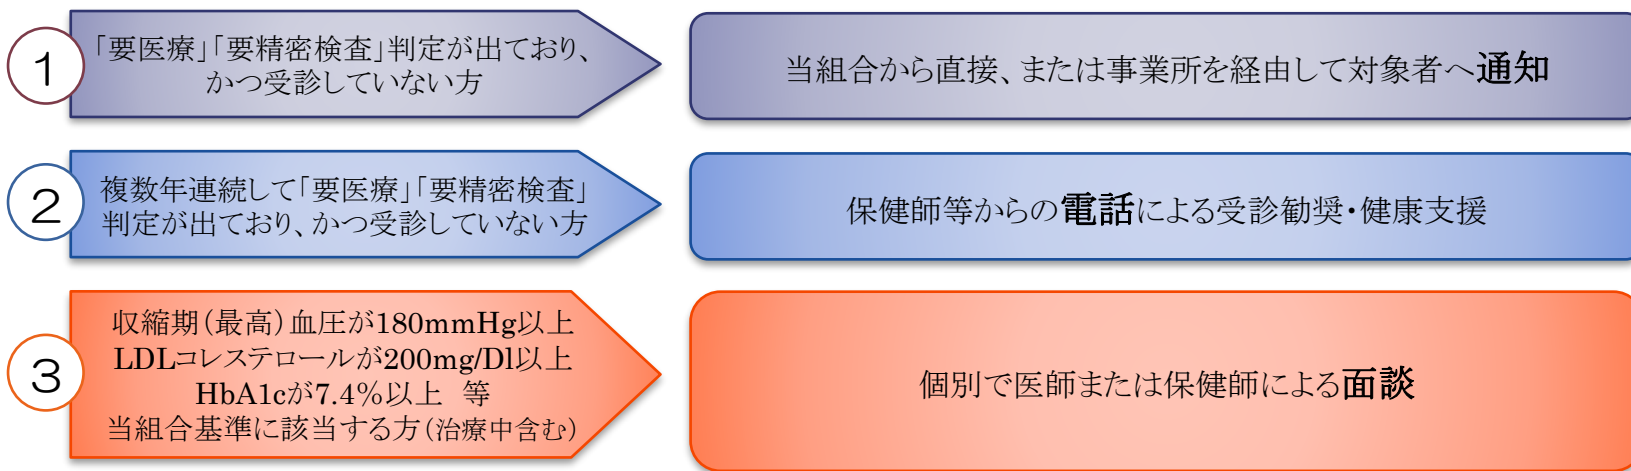 1
「要医療」「要精密検査」判定が出ており、
かつ受診していない方
当組合から直接、または事業所を経由して対象者へ通知
2
複数年連続して「要医療」「要精密検査」
判定が出ており、かつ受診していない方
保健師等からの電話による受診勧奨・健康支援
3
収縮期(最高)血圧が180mmHg以上
LDLコレステロールが200mg/Dl以上
HbA1cが7.4%以上　等
当組合基準に該当する方(治療中含む)
個別で医師または保健師による面談